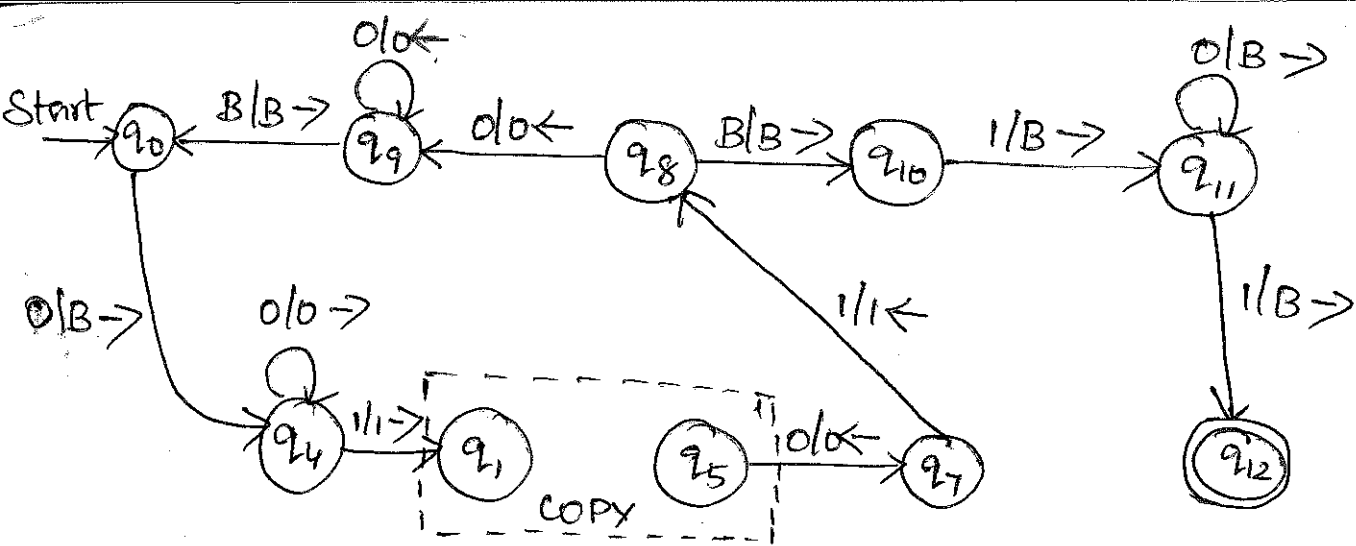 0/0← 0/B→
Start q0 B/B→ q9 0/0← q8 B/B→ q10 1/B→ q11
0/B→ 0/0→ 1/1← 1/B→
q4 1/1→ q1 q5 0/0← q7 q12
COPY